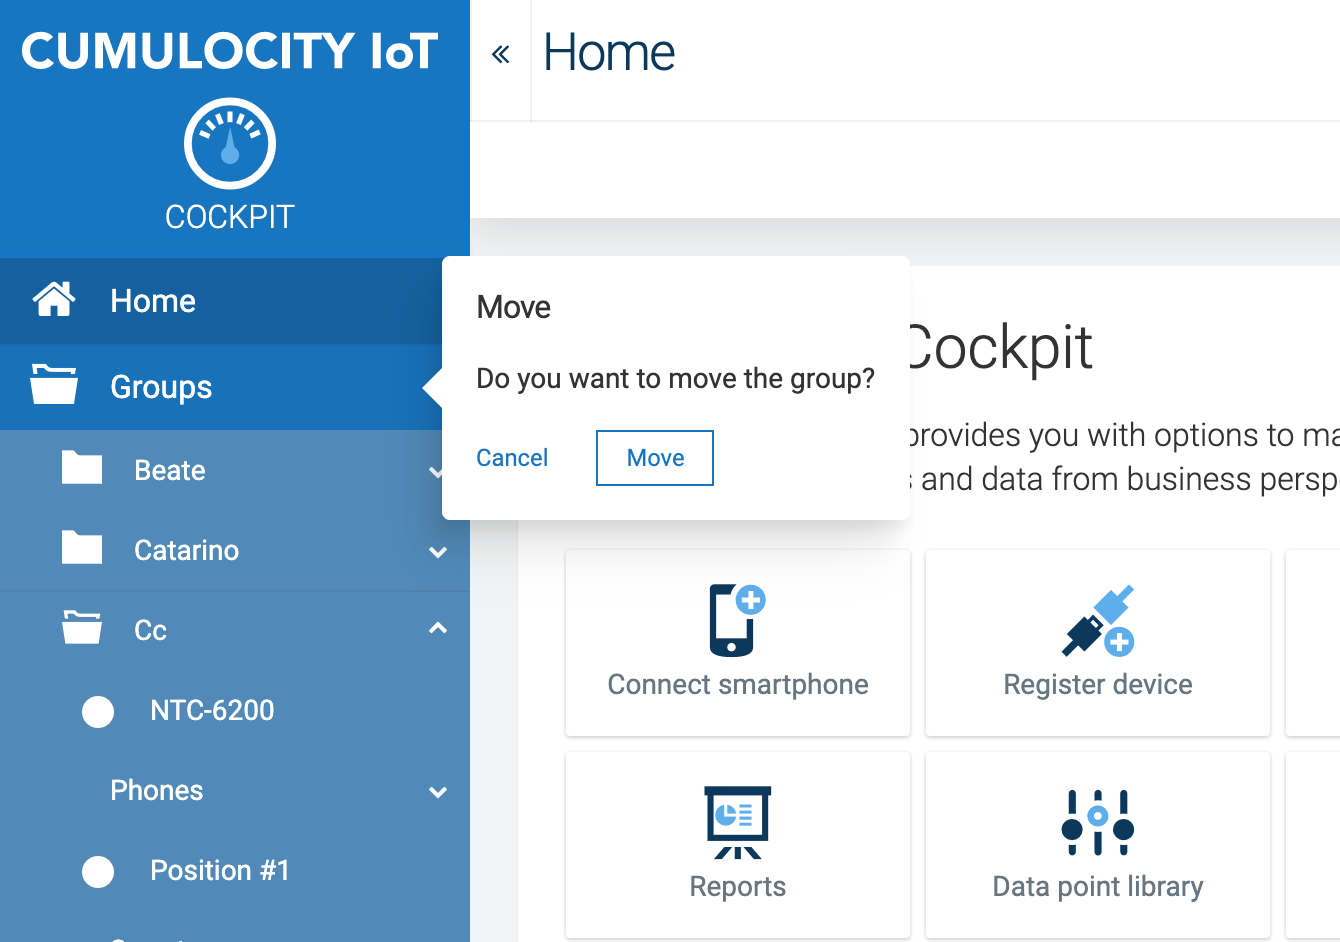 CUMULOCITY IoT
COCKPIT
Home
Groups
Beate
Catarino
Cc
NTC-6200
Phones
Position #1
Home
Move
Do you want to move the group?
Cancel
Move
Cockpit
provides you with options to
and data from business
Connect smartphone
Register device
Reports
Data point library